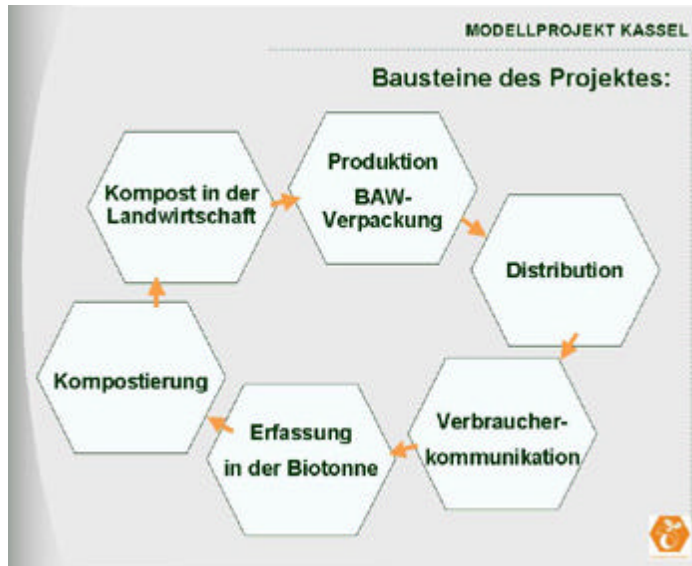 MODELLPROJEKT KASSEL
Bausteine des Projektes:
Produktion
BAW-
Verpackung
Distribution
Verbraucher-
kommunikation
Erfassung
in der Biotonne
Kompostierung
Kompost in der
Landwirtschaft